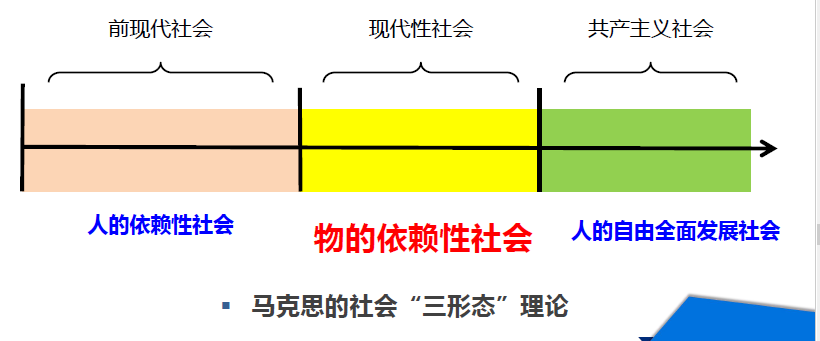 前现代社会 现代性社会 共产主义社会
人的依赖性社会 物的依赖性社会 人的自由全面发展社会
▪ 马克思的社会“三形态”理论